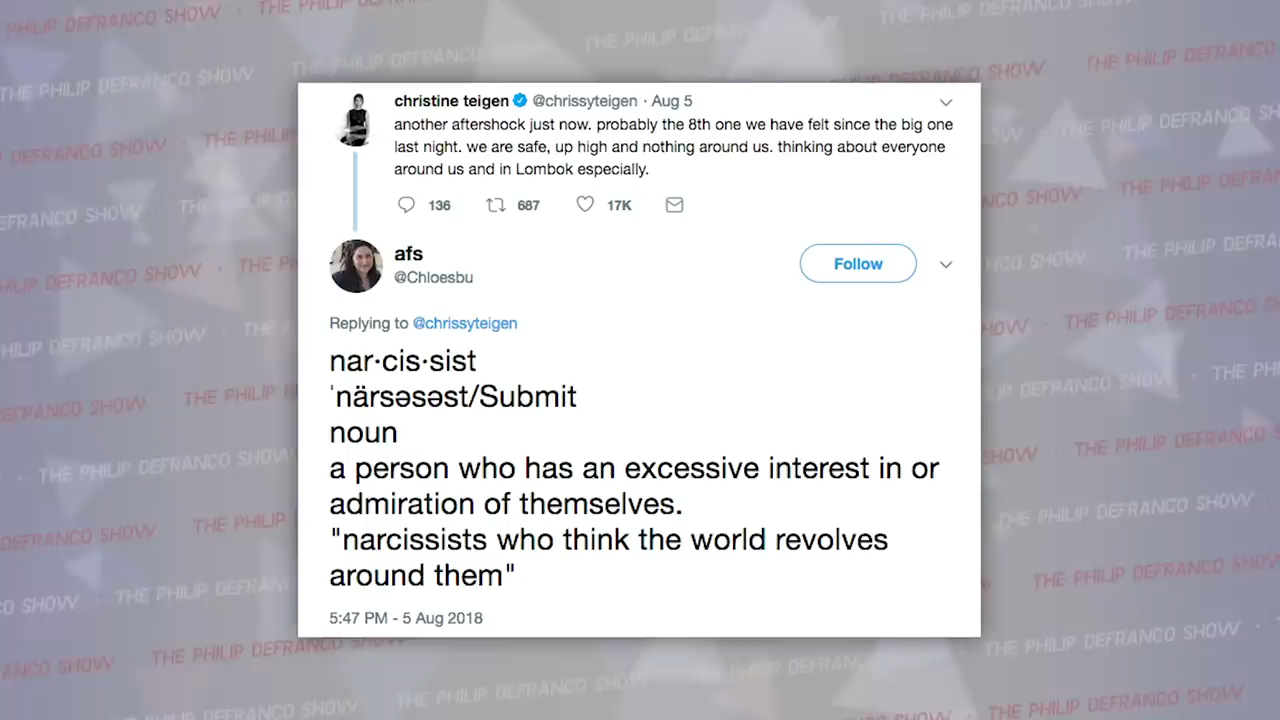 christine teigen @chrissyteigen · Aug 5
another aftershock just now. probably the 8th one we have felt since the big one
last night. we are safe, up high and nothing around us. thinking about everyone
around us and in Lombok especially.
136 687 17K
afs
@Chloesbu
Follow
Replying to @chrissyteigen
nar·cis·sist
ˈnärsəsəst/Submit
noun
a person who has an excessive interest in or
admiration of themselves.
"narcissists who think the world revolves
around them"
5:47 PM - 5 Aug 2018
THE PHILIP DEFRANCO SHOW